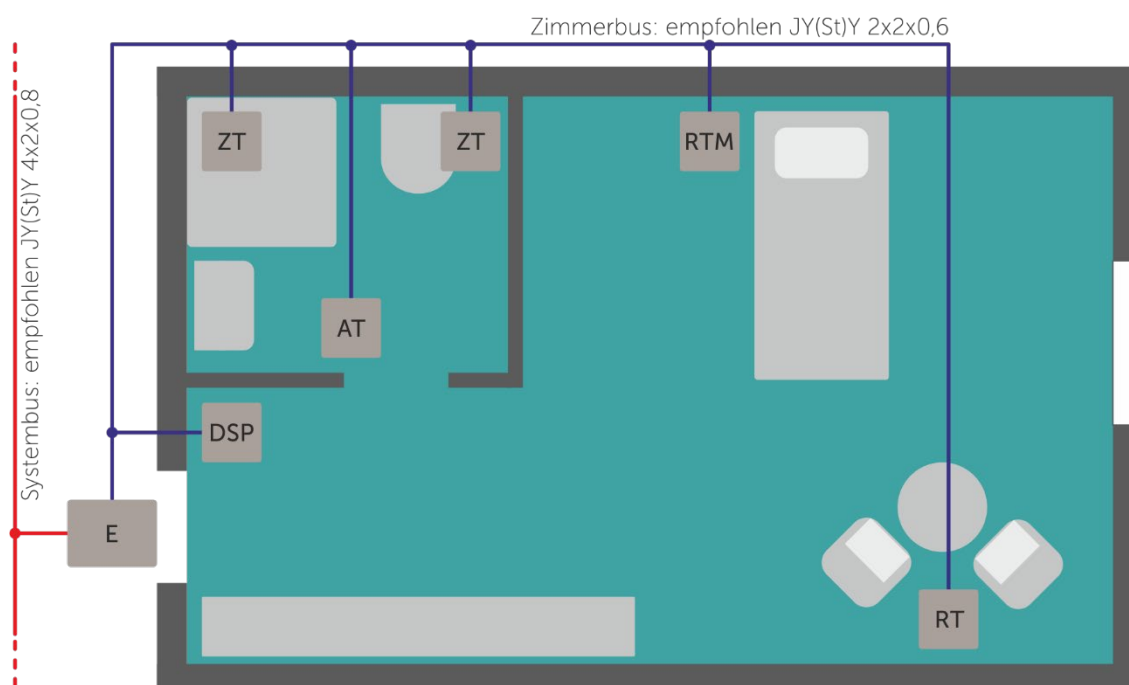 Zimmerbus: empfohlen JY(St)Y 2x2x0,6
Systembus: empfohlen JY(St)Y 4x2x0,8
ZT
ZT
RTM
AT
DSP
E
RT